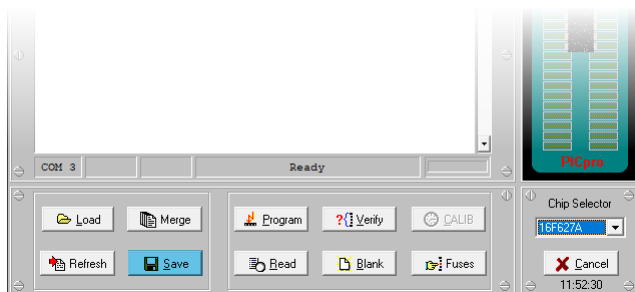 COM 3 Ready
PICpro
Load Merge Program Verify CALIB
Chip Selector
16F627A
Refresh Save Read Blank Fuses
Cancel
11:52:30